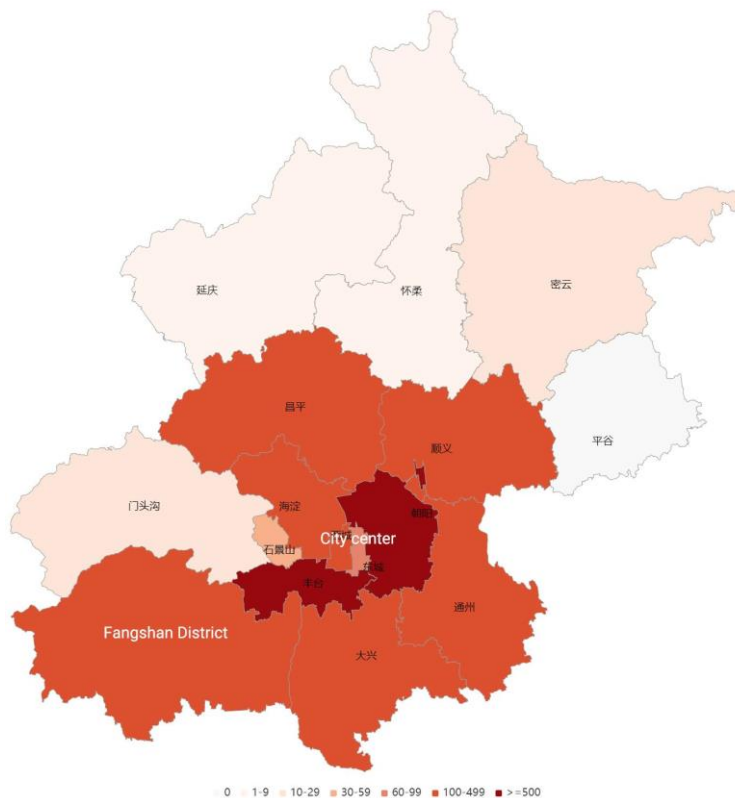 延庆
怀柔
密云
昌平
平谷
顺义
门头沟
海淀
朝阳
City center
石景山
丰台
通州
Fangshan District
大兴
0 1-9 10-29 30-59 60-99 100-499 >=500